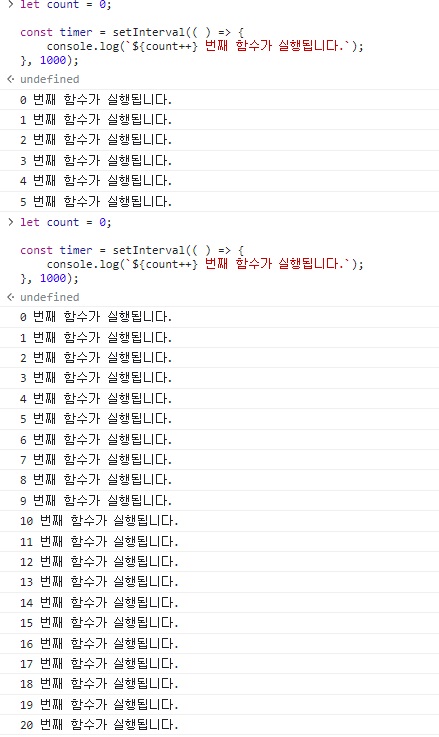 > let count = 0;
const timer = setInterval(( ) => {
console.log(`${count++} 번째 함수가 실행됩니다.`);
}, 1000);
undefined
0 번째 함수가 실행됩니다.
1 번째 함수가 실행됩니다.
2 번째 함수가 실행됩니다.
3 번째 함수가 실행됩니다.
4 번째 함수가 실행됩니다.
5 번째 함수가 실행됩니다.
> let count = 0;
const timer = setInterval(( ) => {
console.log(`${count++} 번째 함수가 실행됩니다.`);
}, 1000);
undefined
0 번째 함수가 실행됩니다.
1 번째 함수가 실행됩니다.
2 번째 함수가 실행됩니다.
3 번째 함수가 실행됩니다.
4 번째 함수가 실행됩니다.
5 번째 함수가 실행됩니다.
6 번째 함수가 실행됩니다.
7 번째 함수가 실행됩니다.
8 번째 함수가 실행됩니다.
9 번째 함수가 실행됩니다.
10 번째 함수가 실행됩니다.
11 번째 함수가 실행됩니다.
12 번째 함수가 실행됩니다.
13 번째 함수가 실행됩니다.
14 번째 함수가 실행됩니다.
15 번째 함수가 실행됩니다.
16 번째 함수가 실행됩니다.
17 번째 함수가 실행됩니다.
18 번째 함수가 실행됩니다.
19 번째 함수가 실행됩니다.
20 번째 함수가 실행됩니다.